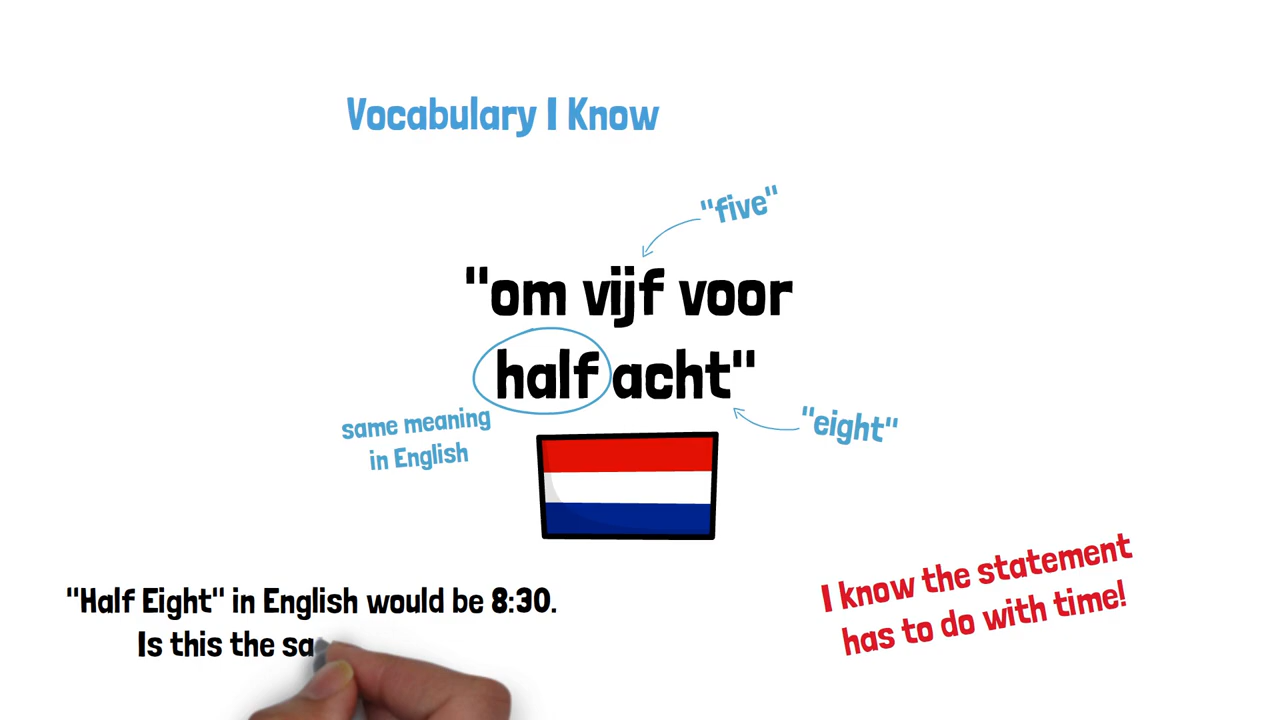 Vocabulary I Know
"five"
"om vijf voor
half acht"
same meaning
in English
"eight"
"Half Eight" in English would be 8:30.
Is this the sa
I know the statement
has to do with time!